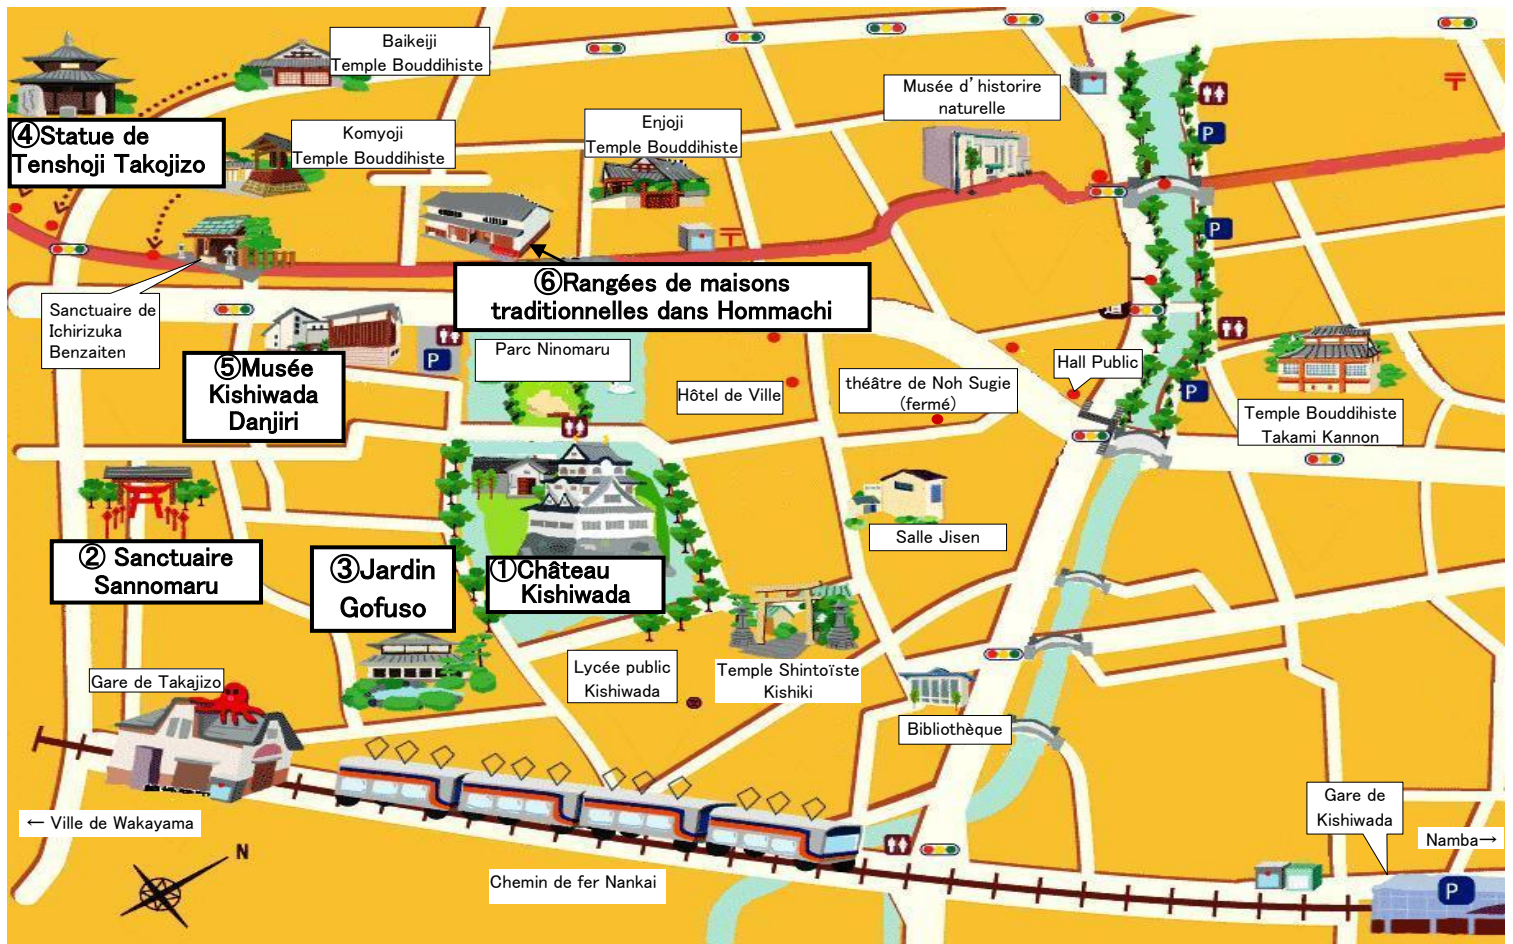 Baikeiji
Temple Bouddhiste
④Statue de
Tenshoji Takojizo
Komyoji
Temple Bouddihiste
Enjoji
Temple Bouddihiste
Musée d'historire
naturelle
〒
P
P
〒
P
⑥Rangées de maisons
traditionnelles dans Hommachi
Sanctuaire de
Ichirizuka
Benzaiten
⑤Musée
Kishiwada
Danjiri
P
Parc Ninomaru
Hôtel de Ville
théâtre de Noh Sugie
(fermé)
Hall Public
P
Temple Bouddihiste
Takami Kannon
② Sanctuaire
Sannomaru
③Jardin
Gofuso
①Château
Kishiwada
Salle Jisen
Gare de Takajizo
Lycée public
Kishiwada
Temple Shintoïste
Kishiki
Bibliothèque
← Ville de Wakayama
N
Chemin de fer Nankai
Gare de
Kishiwada
Namba→
P